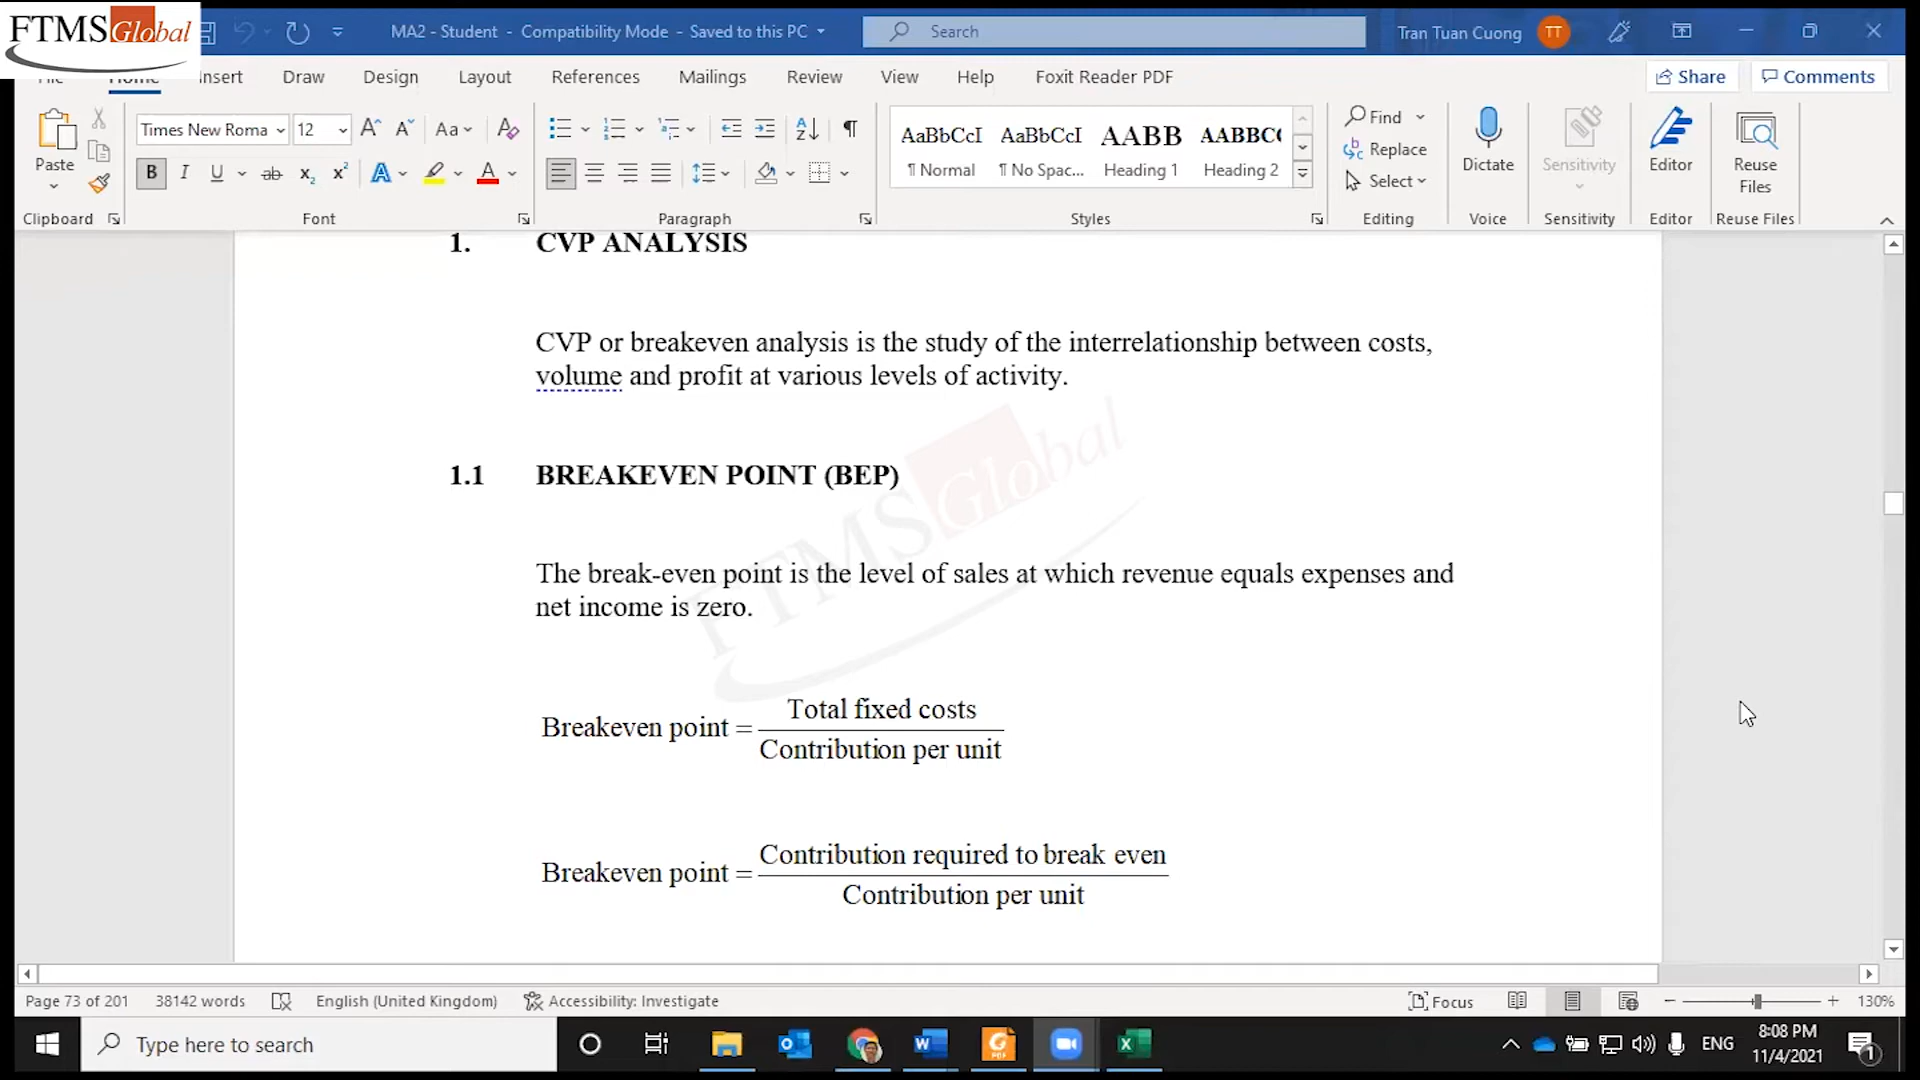 FTMSGlobal
MA2 - Student - Compatibility Mode - Saved to this PC
Search
Tran Tuan Cuong TT
Insert Draw Design Layout References Mailings Review View Help Foxit Reader PDF Share Comments
Paste
Times New Roma 12
Aa
AaBbCcI AaBbCcI AABB AABBC
¶ Normal ¶ No Spac... Heading 1 Heading 2
Find
Replace
Select
Dictate
Sensitivity
Editor
Reuse Files
Clipboard Font Paragraph Styles Editing Voice Sensitivity Editor Reuse Files
1. CVP ANALYSIS
CVP or breakeven analysis is the study of the interrelationship between costs,
volume and profit at various levels of activity.
1.1 BREAKEVEN POINT (BEP)
The break-even point is the level of sales at which revenue equals expenses and
net income is zero.
FTMSGlobal
Breakeven point = Total fixed costs
Contribution per unit
Breakeven point = Contribution required to break even
Contribution per unit
Page 73 of 201 38142 words English (United Kingdom) Accessibility: Investigate Focus 130%
Type here to search
ENG
8:08 PM
11/4/2021
1